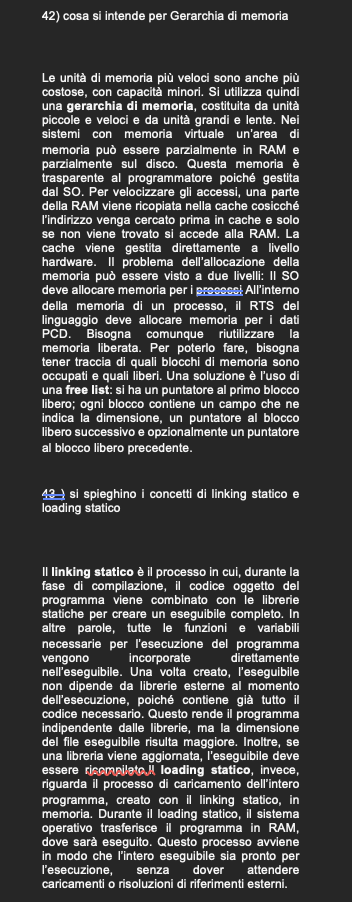 42) cosa si intende per Gerarchia di memoria
Le unità di memoria più veloci sono anche più
costose, con capacità minori. Si utilizza quindi
una gerarchia di memoria, costituita da unità
piccole e veloci e da unità grandi e lente. Nei
sistemi con memoria virtuale un'area di
memoria può essere parzialmente in RAM e
parzialmente sul disco. Questa memoria è
trasparente al programmatore poiché gestita
dal SO. Per velocizzare gli accessi, una parte
della RAM viene ricopiata nella cache cosicché
l'indirizzo venga cercato prima in cache e solo
se non viene trovato si accede alla RAM. La
cache viene gestita direttamente a livello
hardware. Il problema dell'allocazione della
memoria può essere visto a due livelli: Il SO
deve allocare memoria per i processi All'interno
della memoria di un processo, il RTS del
linguaggio deve allocare memoria per i dati
PCD. Bisogna comunque riutilizzare la
memoria liberata. Per poterlo fare, bisogna
tener traccia di quali blocchi di memoria sono
occupati e quali liberi. Una soluzione è l'uso di
una free list: si ha un puntatore al primo blocco
libero; ogni blocco contiene un campo che ne
indica la dimensione, un puntatore al blocco
libero successivo e opzionalmente un puntatore
al blocco libero precedente.
43 ) si spieghino i concetti di linking statico e
loading statico
Il linking statico è il processo in cui, durante la
fase di compilazione, il codice oggetto del
programma viene combinato con le librerie
statiche per creare un eseguibile completo. In
altre parole, tutte le funzioni e variabili
necessarie per l'esecuzione del programma
vengono incorporate direttamente
nell'eseguibile. Una volta creato, l'eseguibile
non dipende da librerie esterne al momento
dell'esecuzione, poiché contiene già tutto il
codice necessario. Questo rende il programma
indipendente dalle librerie, ma la dimensione
del file eseguibile risulta maggiore. Inoltre, se
una libreria viene aggiornata, l'eseguibile deve
essere ricompilato.Il loading statico, invece,
riguarda il processo di caricamento dell'intero
programma, creato con il linking statico, in
memoria. Durante il loading statico, il sistema
operativo trasferisce il programma in RAM,
dove sarà eseguito. Questo processo avviene
in modo che l'intero eseguibile sia pronto per
l'esecuzione, senza dover attendere
caricamenti o risoluzioni di riferimenti esterni.